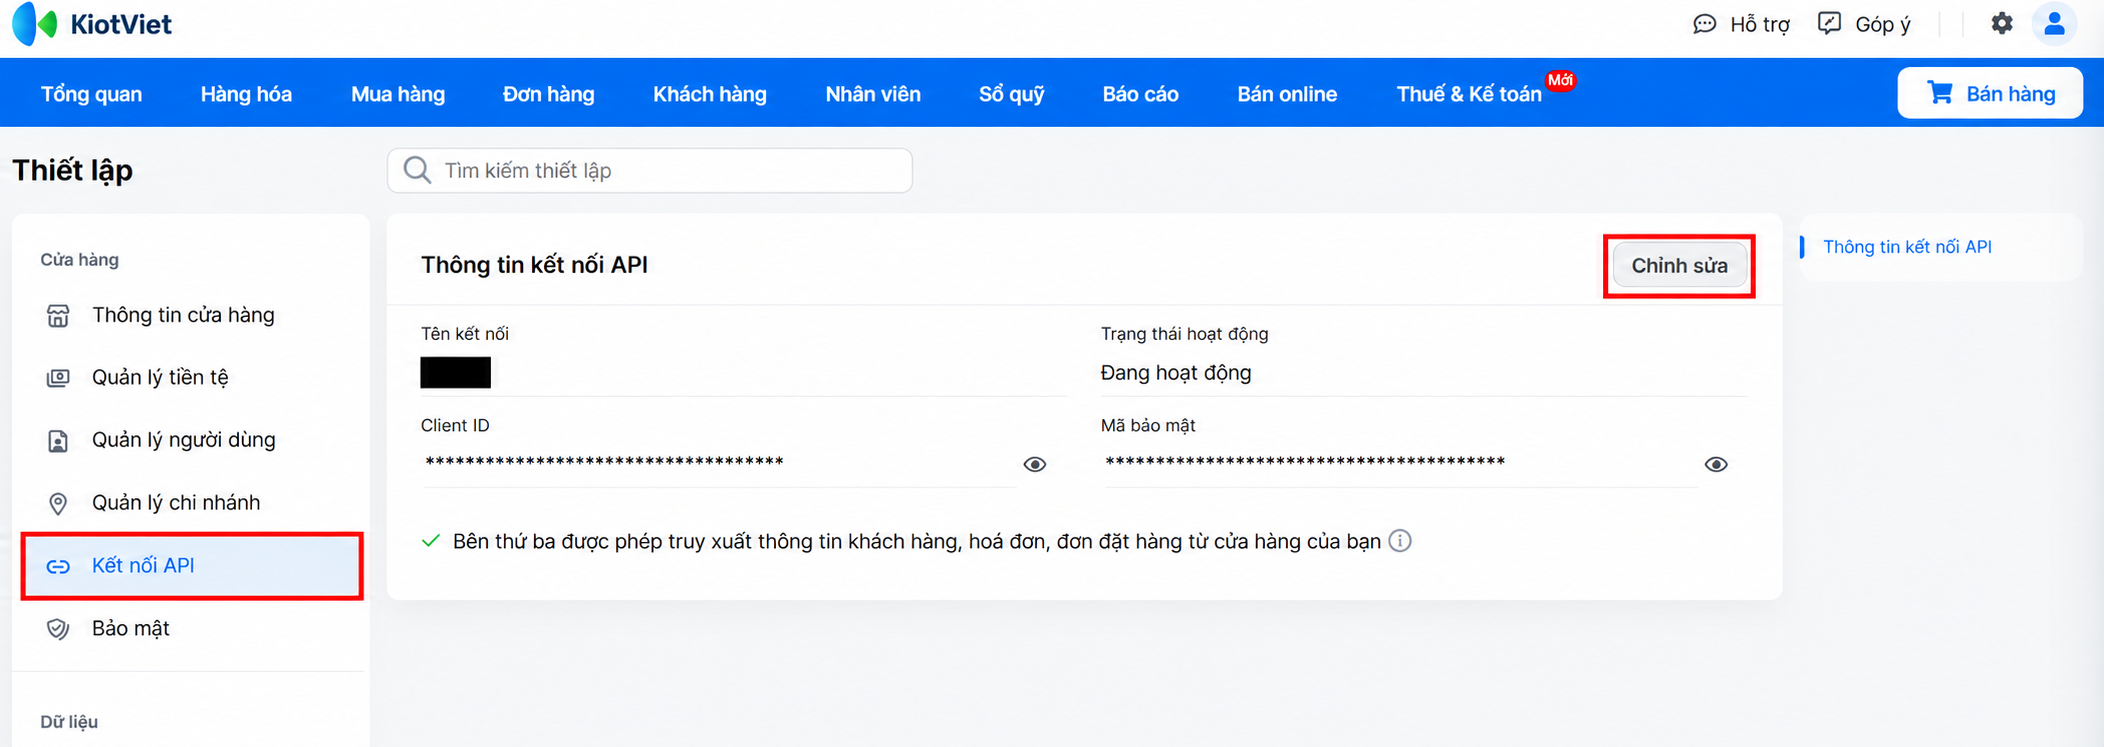 KiotViet
Hỗ trợ
Góp ý
Tổng quan
Hàng hóa
Mua hàng
Đơn hàng
Khách hàng
Nhân viên
Sổ quỹ
Báo cáo
Bán online
Thuế & Kế toán
Mới
Bán hàng
Thiết lập
Tìm kiếm thiết lập
Cửa hàng
Thông tin cửa hàng
Quản lý tiền tệ
Quản lý người dùng
Quản lý chi nhánh
Kết nối API
Bảo mật
Dữ liệu
Thông tin kết nối API
Chỉnh sửa
Tên kết nối
Trạng thái hoạt động
Đang hoạt động
Client ID
************************************
Mã bảo mật
****************************************
Bên thứ ba được phép truy xuất thông tin khách hàng, hoá đơn, đơn đặt hàng từ cửa hàng của bạn
Thông tin kết nối API